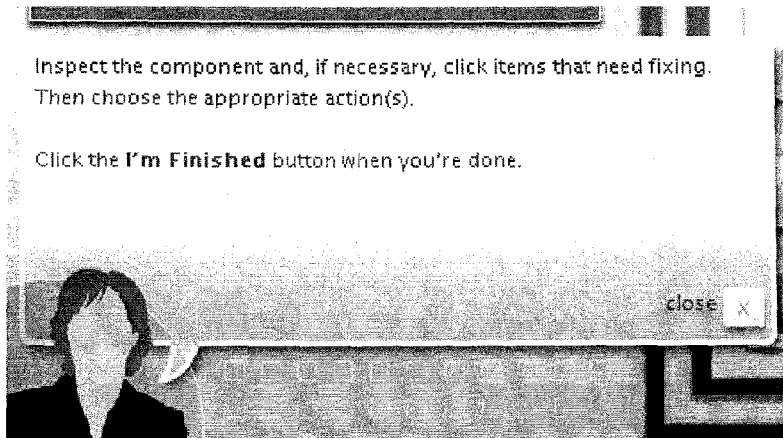 Inspect the component and, if necessary, click items that need fixing.
Then choose the appropriate action(s).
Click the I'm Finished button when you're done.
close X